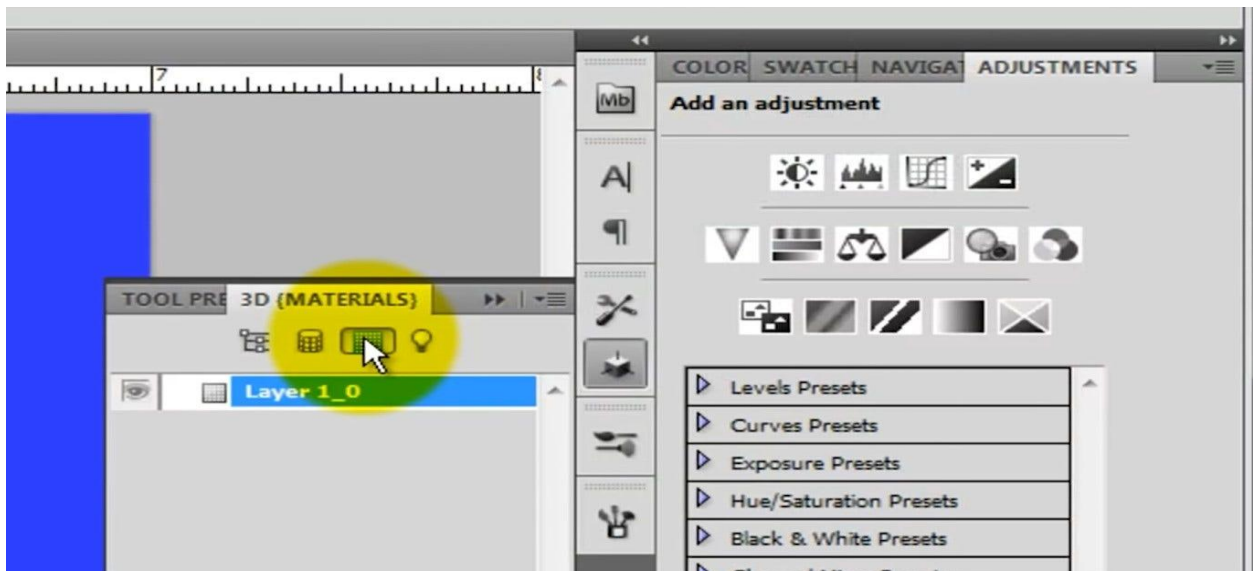 7
8
Mb
A
¶
COLOR SWATCH NAVIGAT ADJUSTMENTS
Add an adjustment
TOOL PRE 3D {MATERIALS}
Layer 1_0
Levels Presets
Curves Presets
Exposure Presets
Hue/Saturation Presets
Black & White Presets